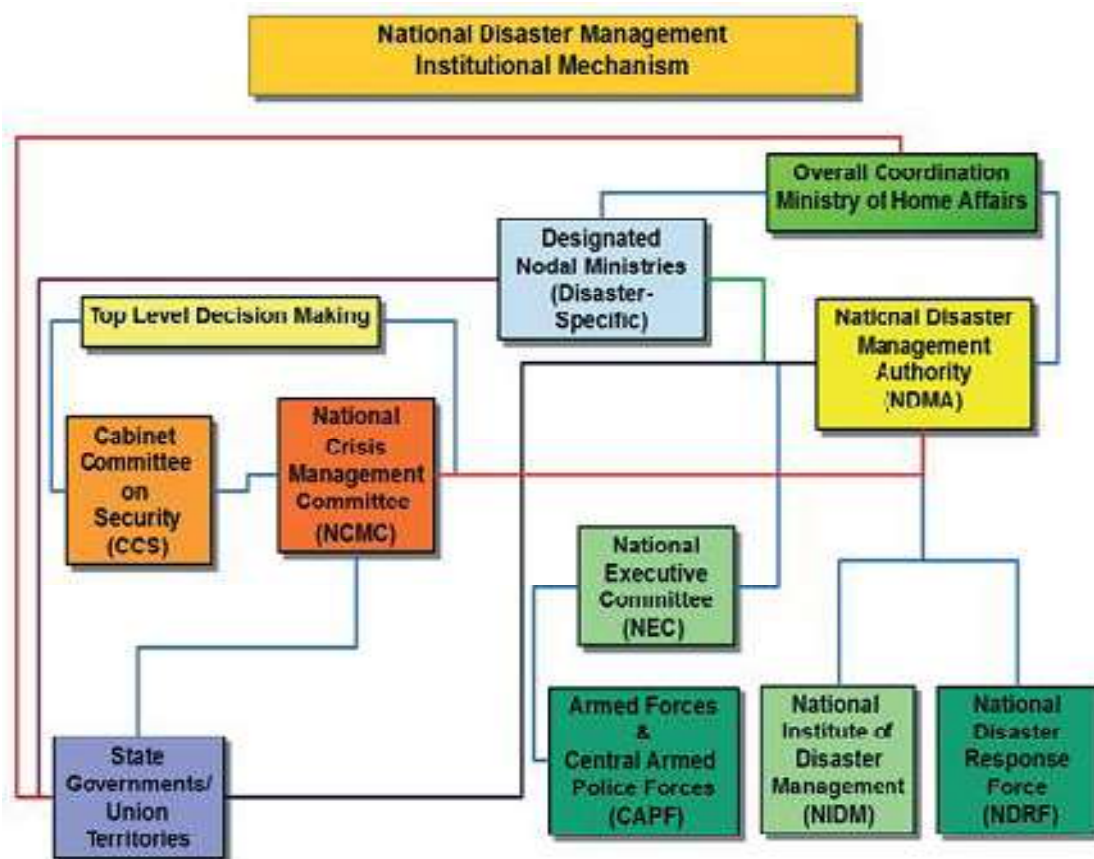 National Disaster Management
Institutional Mechanism
Overall Coordination
Ministry of Home Affairs
Designated
Nodal Ministries
(Disaster-
Specific)
Top Level Decision Making
National Disaster
Management
Authority
(NDMA)
Cabinet
Committee
on
Security
(CCS)
National
Crisis
Management
Committee
(NCMC)
National
Executive
Committee
(NEC)
Armed Forces
&
Central Armed
Police Forces
(CAPF)
National
Institute of
Disaster
Management
(NIDM)
National
Disaster
Response
Force
(NDRF)
State
Governments/
Union
Territories